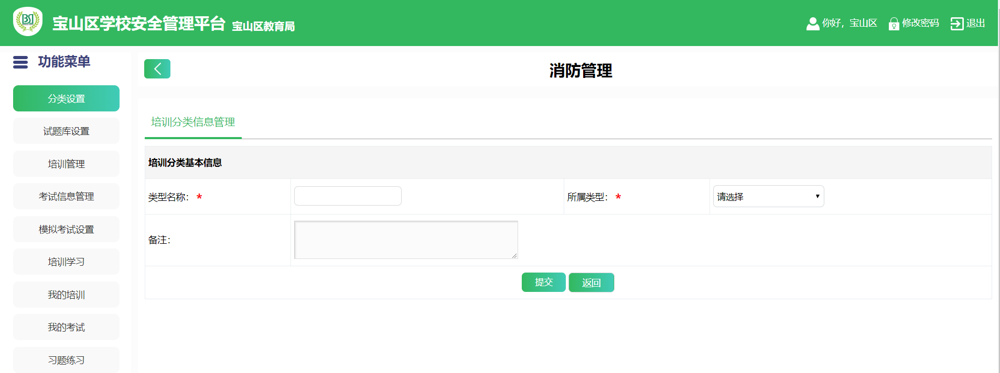 宝山区学校安全管理平台 宝山区教育局
你好，宝山区 修改密码 退出
功能菜单
分类设置
试题库设置
培训管理
考试信息管理
模拟考试设置
培训学习
我的培训
我的考试
习题练习
消防管理
培训分类信息管理
培训分类基本信息
类型名称： * 所属类型： * 请选择
备注：
提交 返回